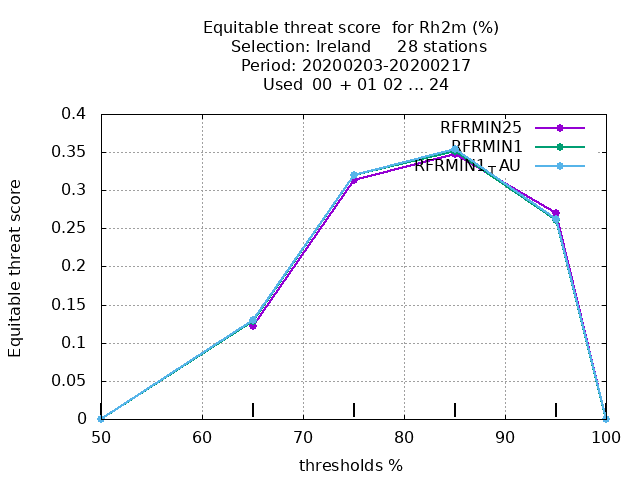 Equitable threat score  for Rh2m (%)
Selection: Ireland     28 stations
Period: 20200203-20200217
Used  00 + 01 02 ... 24
Equitable threat score
0.4
0.35
0.3
0.25
0.2
0.15
0.1
0.05
0
RFRMIN25
RFRMIN1
RFRMIN1_AU
50 60 70 80 90 100
thresholds %